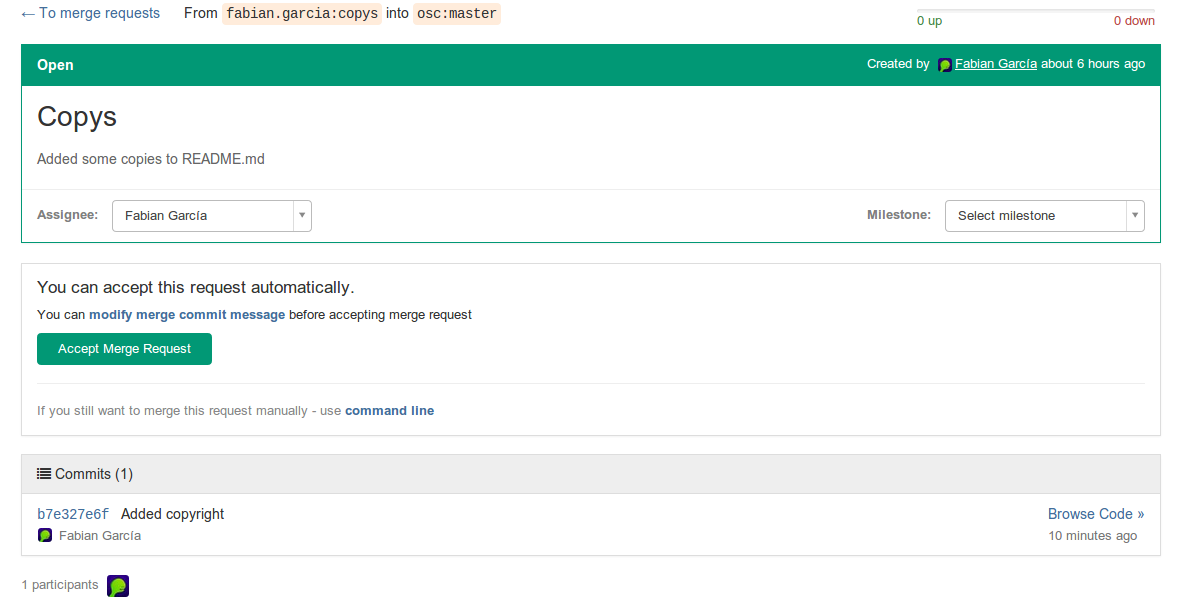 ← To merge requests From fabian.garcia:copys into osc:master
0 up 0 down
Open Created by Fabian García about 6 hours ago
Copys
Added some copies to README.md
Assignee: Fabian García Milestone: Select milestone
You can accept this request automatically.
You can modify merge commit message before accepting merge request
Accept Merge Request
If you still want to merge this request manually - use command line
Commits (1)
b7e327e6f Added copyright Browse Code »
Fabian García 10 minutes ago
1 participants